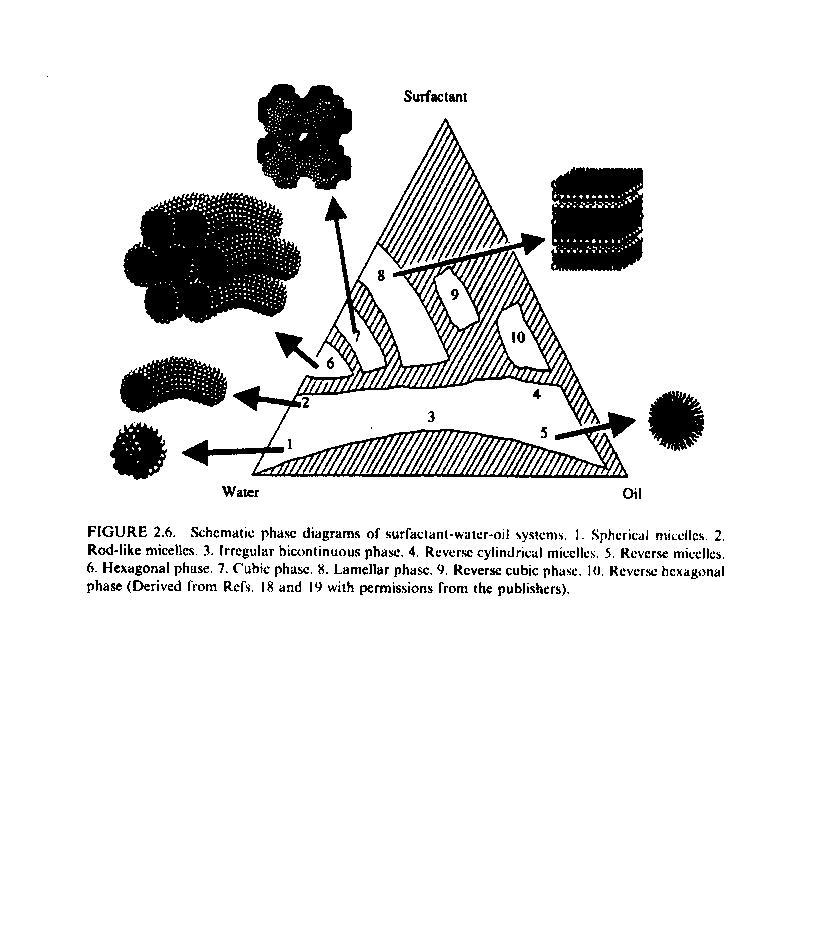 Surfactant
8
9
7
10
6
2
4
3
5
1
Water
Oil
FIGURE 2.6. Schematic phase diagrams of surfactant-water-oil systems. 1. Spherical micelles. 2.
Rod-like micelles. 3. Irregular bicontinuous phase. 4. Reverse cylindrical micelles. 5. Reverse micelles.
6. Hexagonal phase. 7. Cubic phase. 8. Lamellar phase. 9. Reverse cubic phase. 10. Reverse hexagonal
phase (Derived from Refs. 18 and 19 with permissions from the publishers).